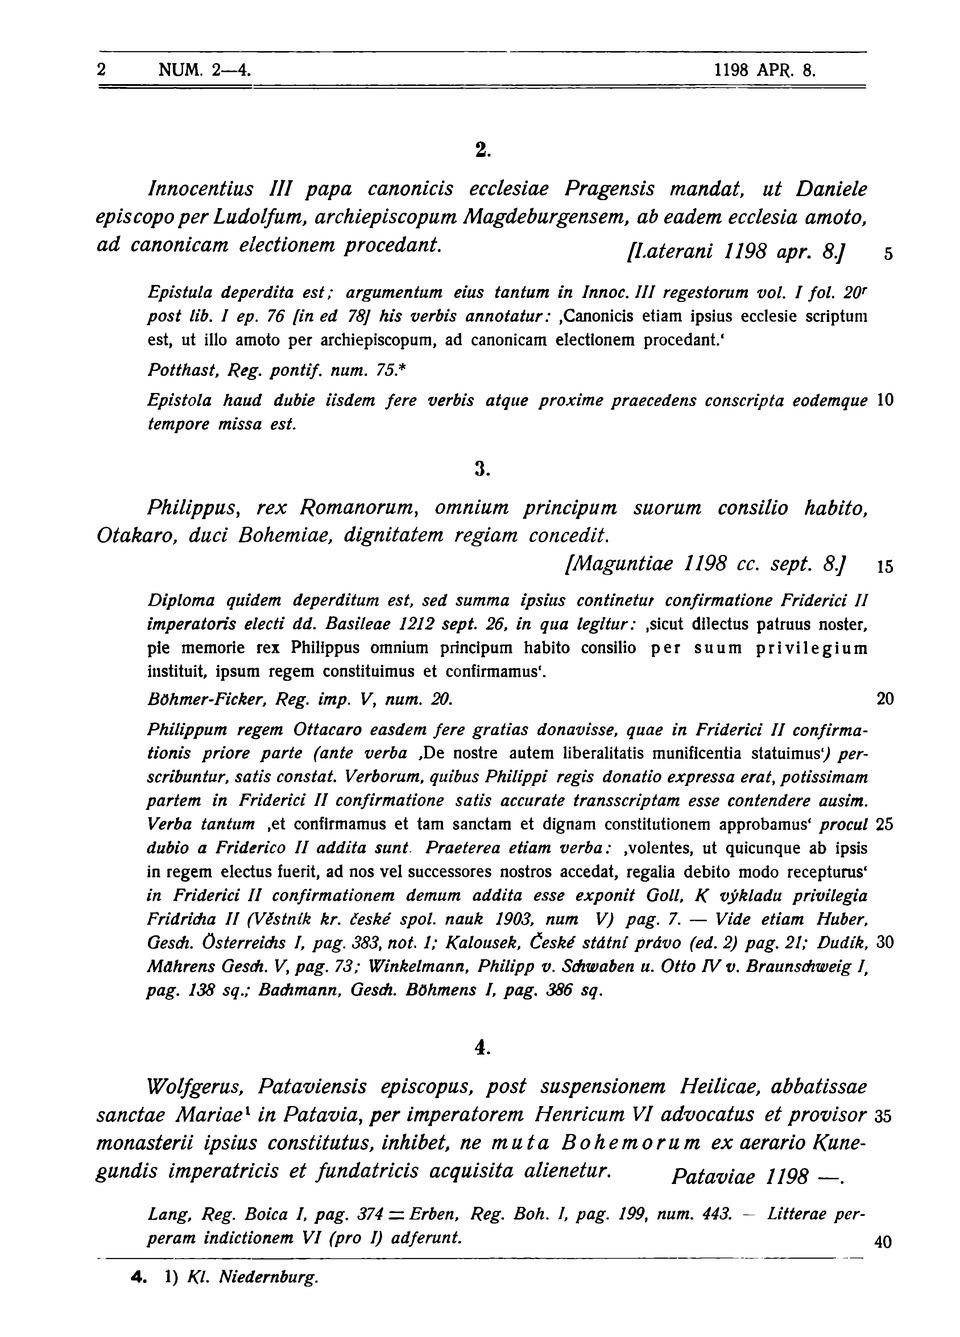 2 NUM. 2—4. 1198 APR. 8.
2.
Innocentius III papa canonicis ecclesiae Pragensis mandat, ut Daniele
episcopo per Ludolfum, archiepiscopum Magdeburgensem, ab eadem ecclesia amoto,
ad canonicam electionem procedant. [Laterani 1198 apr. 8.] 5
Epistula deperdita est; argumentum eius tantum in Innoc. III regestorum vol. I fol. 20r
post lib. I ep. 76 [in ed 78] his verbis annotatur: ‚Canonicis etiam ipsius ecclesie scriptum
est, ut illo amoto per archiepiscopum, ad canonicam electionem procedant.‘
Potthast, Reg. pontif. num. 75.*
Epistola haud dubie iisdem fere verbis atque proxime praecedens conscripta eodemque 10
tempore missa est.
3.
Philippus, rex Romanorum, omnium principum suorum consilio habito,
Otakaro, duci Bohemiae, dignitatem regiam concedit.
[Maguntiae 1198 cc. sept. 8.] 15
Diploma quidem deperditum est, sed summa ipsius continetur confirmatione Friderici II
imperatoris electi dd. Basileae 1212 sept. 26, in qua legitur: ‚sicut dilectus patruus noster,
pie memorie rex Philippus omnium principum habito consilio per suum privilegium
instituit, ipsum regem constituimus et confirmamus‘.
Böhmer-Ficker, Reg. imp. V, num. 20. 20
Philippum regem Ottacaro easdem fere gratias donavisse, quae in Friderici II confirma-
tionis priore parte (ante verba ‚De nostre autem liberalitatis munificentia statuimus‘) per-
scribuntur, satis constat. Verborum, quibus Philippi regis donatio expressa erat, potissimam
partem in Friderici II confirmatione satis accurate transscriptam esse contendere ausim.
Verba tantum ‚et confirmamus et tam sanctam et dignam constitutionem approbamus‘ procul 25
dubio a Friderico II addita sunt. Praeterea etiam verba: ‚volentes, ut quicunque ab ipsis
in regem electus fuerit, ad nos vel successores nostros accedat, regalia debito modo recepturus‘
in Friderici II confirmationem demum addita esse exponit Goll, K výkladu privilegia
Fridricha II (Věstník kr. české spol. nauk 1903, num V) pag. 7. — Vide etiam Huber,
Gesch. Österreichs I, pag. 383, not. 1; Kalousek, České státní právo (ed. 2) pag. 21; Dudík, 30
Mährens Gesch. V, pag. 73; Winkelmann, Philipp v. Schwaben u. Otto IV v. Braunschweig I,
pag. 138 sq.; Bachmann, Gesch. Böhmens I, pag. 386 sq.
4.
Wolfgerus, Pataviensis episcopus, post suspensionem Heilicae, abbatissae
sanctae Mariae¹ in Patavia, per imperatorem Henricum VI advocatus et provisor 35
monasterii ipsius constitutus, inhibet, ne muta Bohemorum ex aerario Kune-
gundis imperatricis et fundatricis acquisita alienetur. Pataviae 1198 —.
Lang, Reg. Boica I, pag. 374 = Erben, Reg. Boh. I, pag. 199, num. 443. — Litterae per-
peram indictionem VI (pro I) adferunt. 40
4. 1) Kl. Niedernburg.